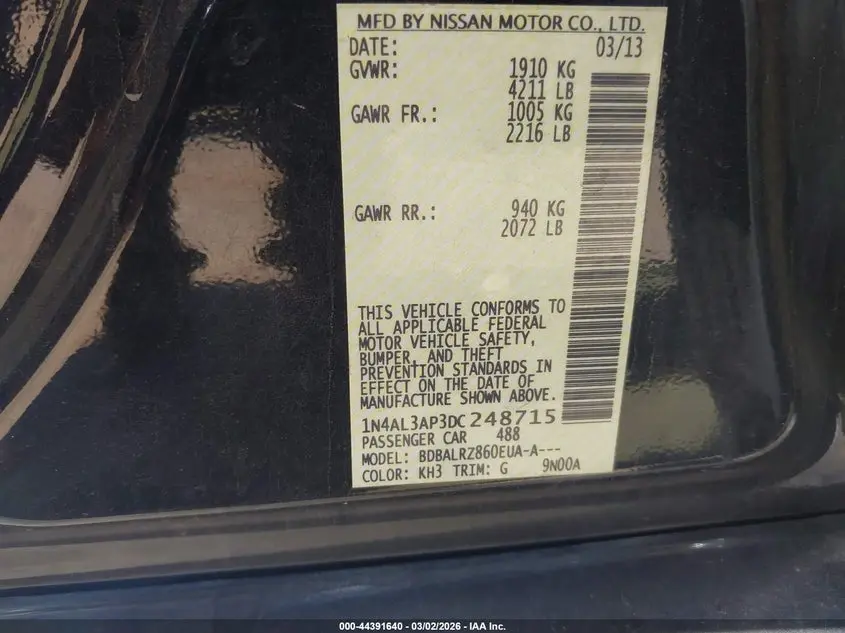 MFD BY NISSAN MOTOR CO., LTD.
DATE: 03/13
GVWR: 1910 KG
4211 LB
GAWR FR.: 1005 KG
2216 LB
GAWR RR.: 940 KG
2072 LB
THIS VEHICLE CONFORMS TO
ALL APPLICABLE FEDERAL
MOTOR VEHICLE SAFETY,
BUMPER, AND THEFT
PREVENTION STANDARDS IN
EFFECT ON THE DATE OF
MANUFACTURE SHOWN ABOVE.
1N4AL3AP3DC248715
PASSENGER CAR 488
MODEL: BDBALRZ860EUA-A---
COLOR: KH3 TRIM: G 9N00A
000-44391640 - 03/02/2026 - IAA Inc.